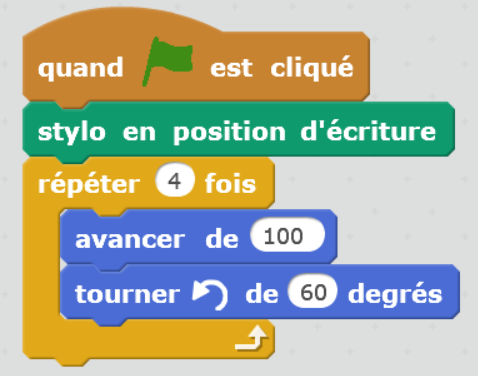 quand est cliqué
stylo en position d'écriture
répéter 4 fois
avancer de 100
tourner de 60 degrés